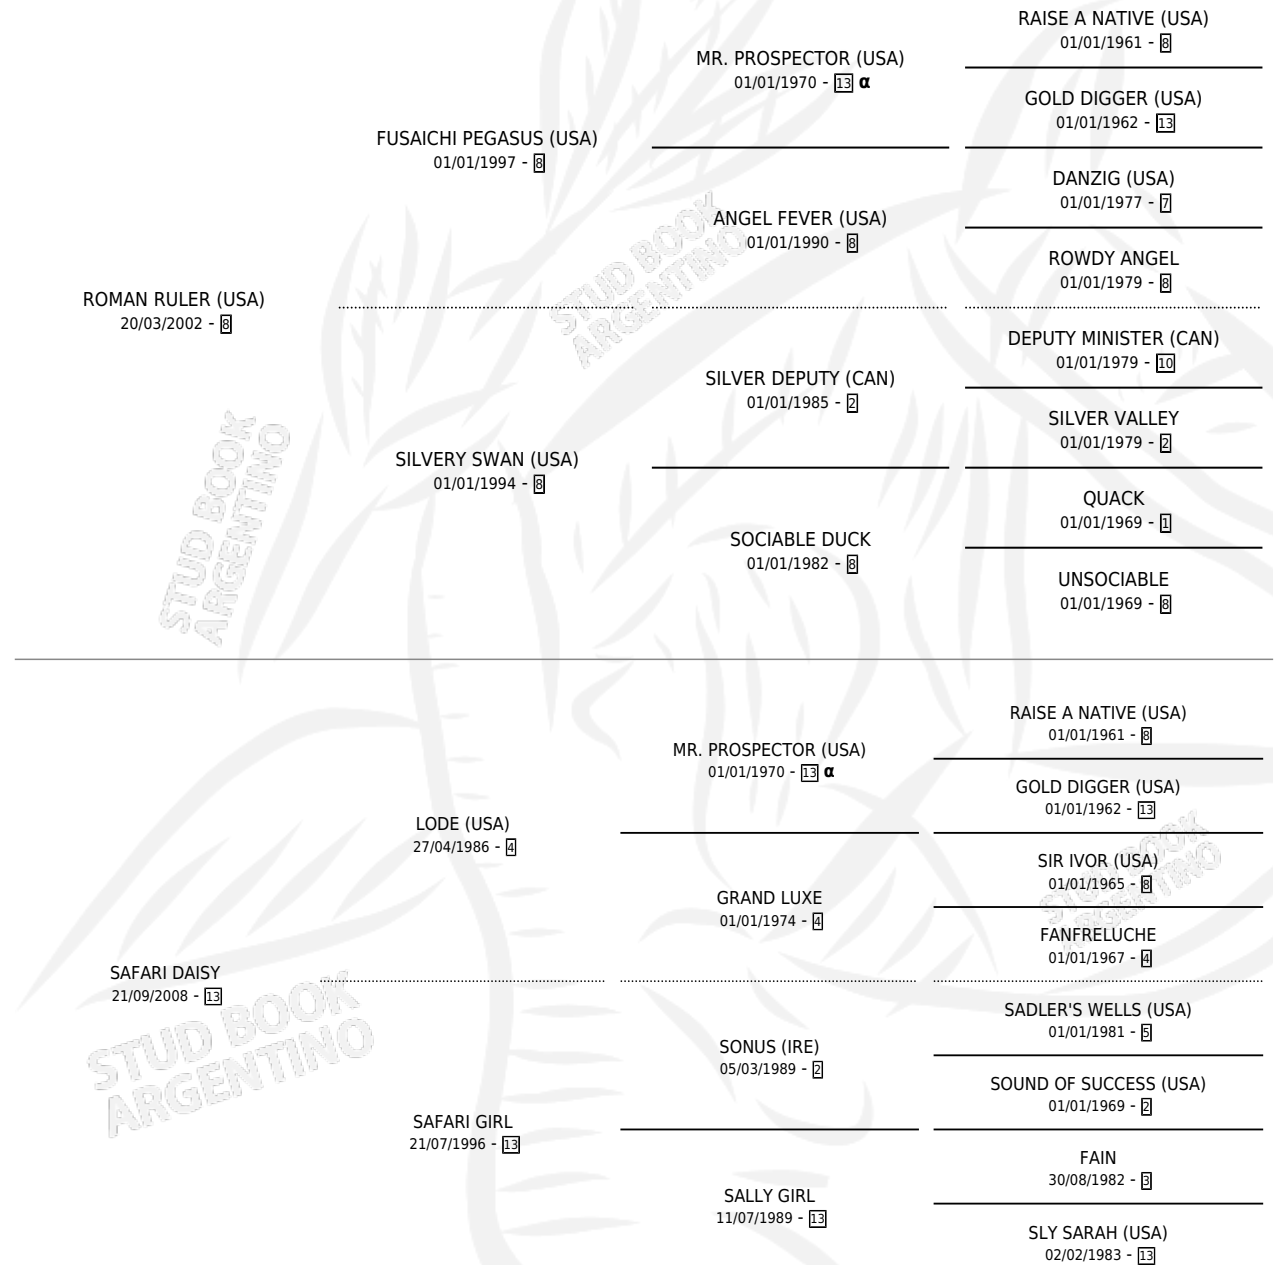 RAISE A NATIVE (USA)
01/01/1961 - 8
MR. PROSPECTOR (USA)
01/01/1970 - 13 α
GOLD DIGGER (USA)
01/01/1962 - 13
FUSAICHI PEGASUS (USA)
01/01/1997 - 8
DANZIG (USA)
01/01/1977 - 7
ANGEL FEVER (USA)
01/01/1990 - 8
ROWDY ANGEL
01/01/1979 - 8
ROMAN RULER (USA)
20/03/2002 - 8
DEPUTY MINISTER (CAN)
01/01/1979 - 10
SILVER DEPUTY (CAN)
01/01/1985 - 2
SILVER VALLEY
01/01/1979 - 2
SILVERY SWAN (USA)
01/01/1994 - 8
QUACK
01/01/1969 - 1
SOCIABLE DUCK
01/01/1982 - 8
UNSOCIABLE
01/01/1969 - 8
STUD BOOK
ARGENTINO
STUD BOOK
ARGENTINO
RAISE A NATIVE (USA)
01/01/1961 - 8
MR. PROSPECTOR (USA)
01/01/1970 - 13 α
GOLD DIGGER (USA)
01/01/1962 - 13
LODE (USA)
27/04/1986 - 4
SIR IVOR (USA)
01/01/1965 - 8
GRAND LUXE
01/01/1974 - 4
FANFRELUCHE
01/01/1967 - 4
SAFARI DAISY
21/09/2008 - 13
SADLER'S WELLS (USA)
01/01/1981 - 5
SONUS (IRE)
05/03/1989 - 2
SOUND OF SUCCESS (USA)
01/01/1969 - 2
SAFARI GIRL
21/07/1996 - 13
FAIN
30/08/1982 - 3
SALLY GIRL
11/07/1989 - 13
SLY SARAH (USA)
02/02/1983 - 13
STUD BOOK
ARGENTINO
STUD BOOK
ARGENTINO